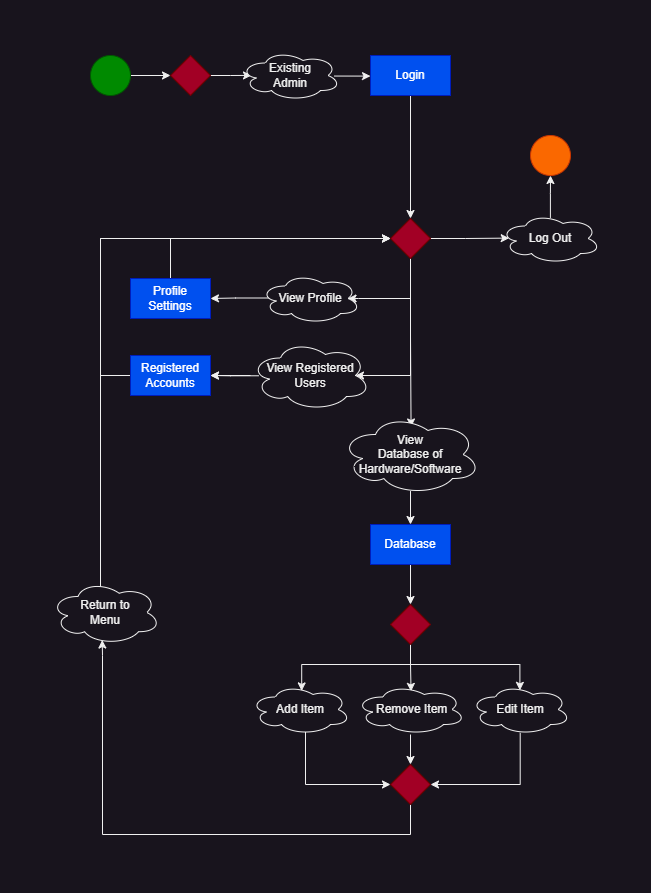 Existing
Admin
Login
Log Out
Profile
Settings
View Profile
Registered
Accounts
View Registered
Users
View
Database of
Hardware/Software
Database
Return to
Menu
Add Item
Remove Item
Edit Item